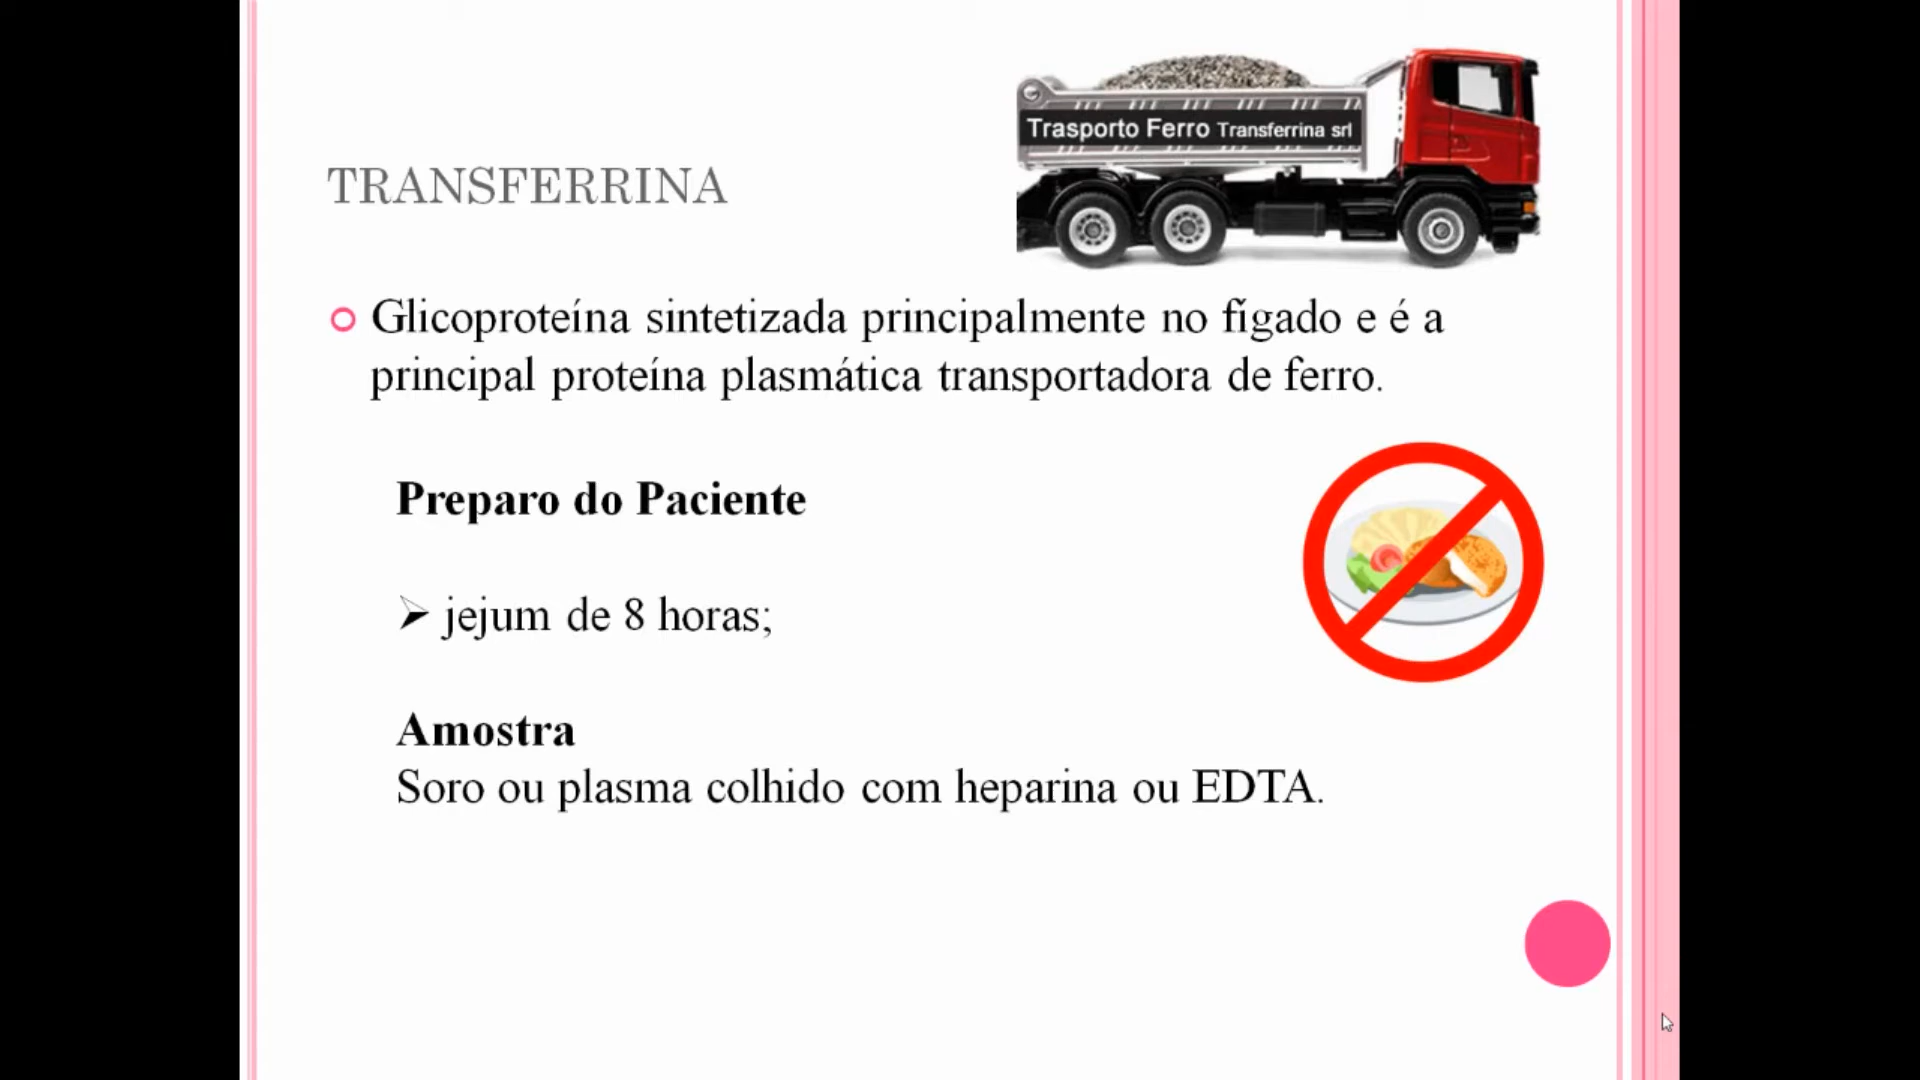 Trasporto Ferro Transferrina srl
TRANSFERRINA
Glicoproteína sintetizada principalmente no fígado e é a
principal proteína plasmática transportadora de ferro.
Preparo do Paciente
jejum de 8 horas;
Amostra
Soro ou plasma colhido com heparina ou EDTA.